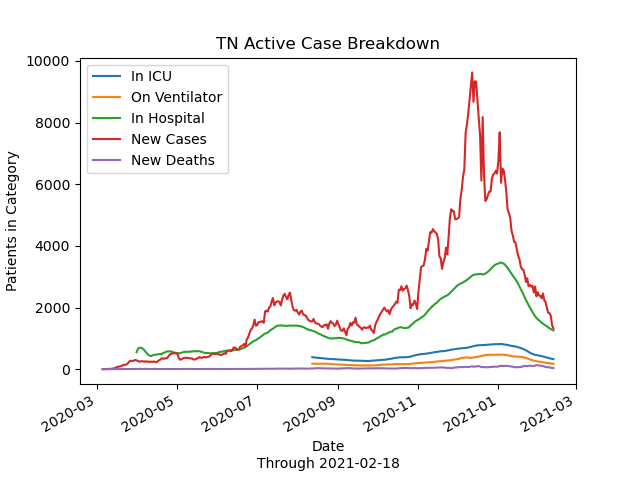 TN Active Case Breakdown
In ICU
On Ventilator
In Hospital
New Cases
New Deaths
Patients in Category
10000
8000
6000
4000
2000
0
2020-03
2020-05
2020-07
2020-09
2020-11
2021-01
2021-03
Date
Through 2021-02-18